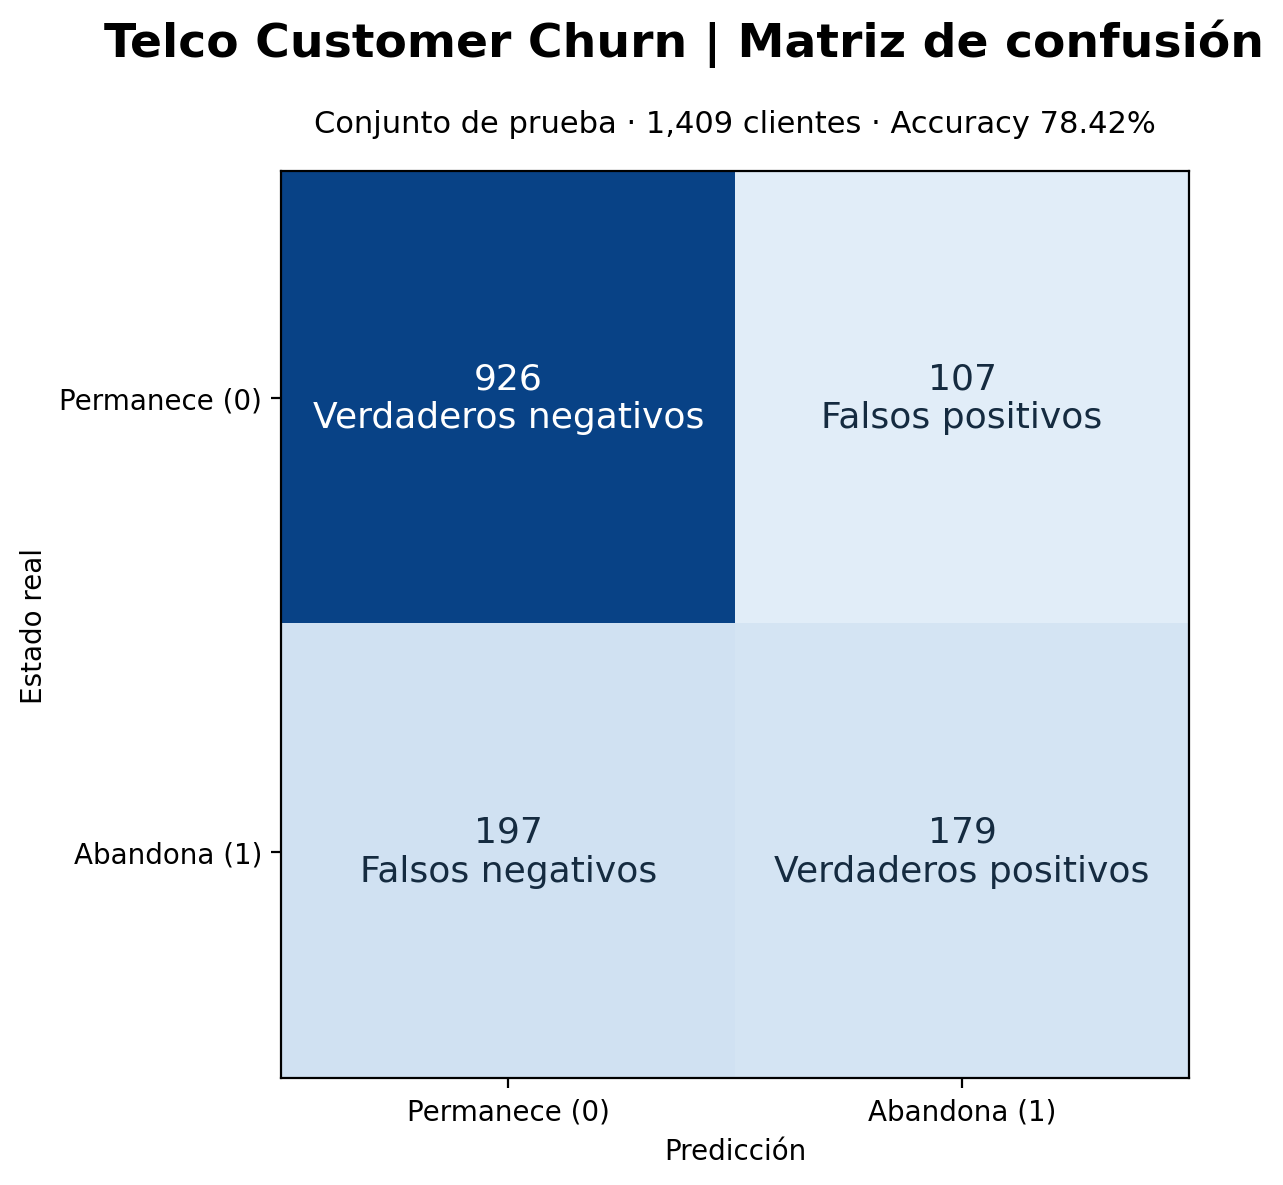 Telco Customer Churn | Matriz de confusión
Conjunto de prueba · 1,409 clientes · Accuracy 78.42%
Estado real
Permanece (0)
926
Verdaderos negativos
107
Falsos positivos
Abandona (1)
197
Falsos negativos
179
Verdaderos positivos
Permanece (0)
Abandona (1)
Predicción